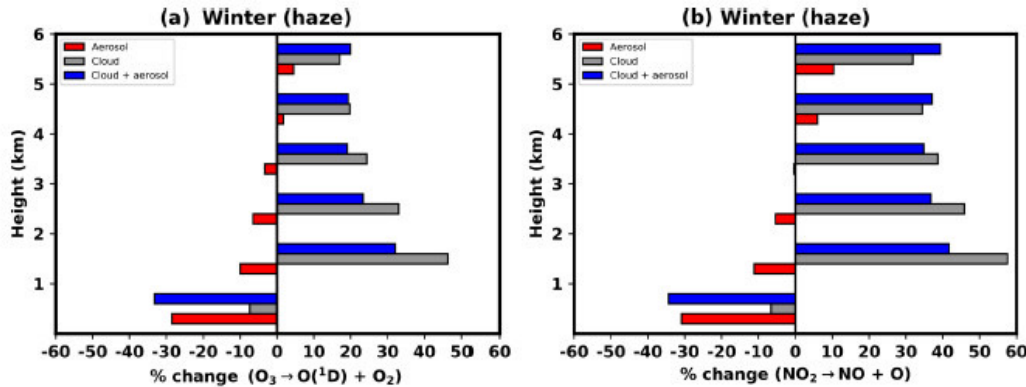 (a) Winter (haze)
6
5
4
3
2
1
Height (km)
Aerosol
Cloud
Cloud + aerosol
-60 -50 -40 -30 -20 -10 0 10 20 30 40 50 60
% change (O₃→O(¹D) + O₂)
(b) Winter (haze)
6
5
4
3
2
1
Height (km)
Aerosol
Cloud
Cloud + aerosol
-60 -50 -40 -30 -20 -10 0 10 20 30 40 50 60
% change (NO₂→NO + O)